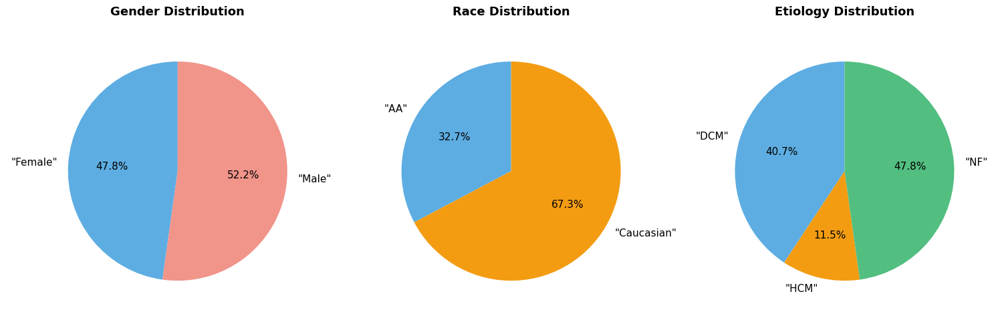 Gender Distribution
"Female"
47.8%
52.2%
"Male"
Race Distribution
"AA"
32.7%
67.3%
"Caucasian"
Etiology Distribution
"DCM"
40.7%
47.8%
"NF"
11.5%
"HCM"